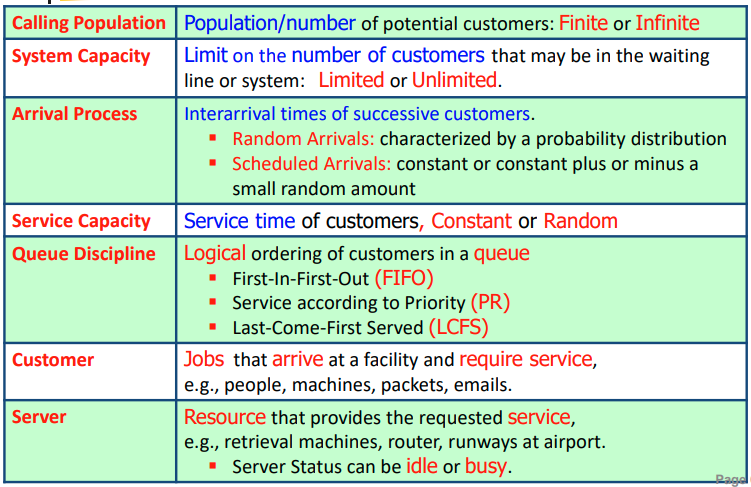 Calling Population
Population/number of potential customers: Finite or Infinite
System Capacity
Limit on the number of customers that may be in the waiting
line or system: Limited or Unlimited.
Arrival Process
Interarrival times of successive customers.
▪ Random Arrivals: characterized by a probability distribution
▪ Scheduled Arrivals: constant or constant plus or minus a
small random amount
Service Capacity
Service time of customers, Constant or Random
Queue Discipline
Logical ordering of customers in a queue
▪ First-In-First-Out (FIFO)
▪ Service according to Priority (PR)
▪ Last-Come-First Served (LCFS)
Customer
Jobs that arrive at a facility and require service,
e.g., people, machines, packets, emails.
Server
Resource that provides the requested service,
e.g., retrieval machines, router, runways at airport.
▪ Server Status can be idle or busy.
Page